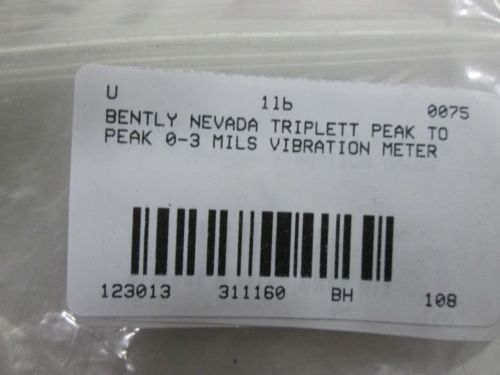 U 1lb 0075
BENTLY NEVADA TRIPLETT PEAK TO
PEAK 0-3 MILS VIBRATION METER
123013 311160 BH 108